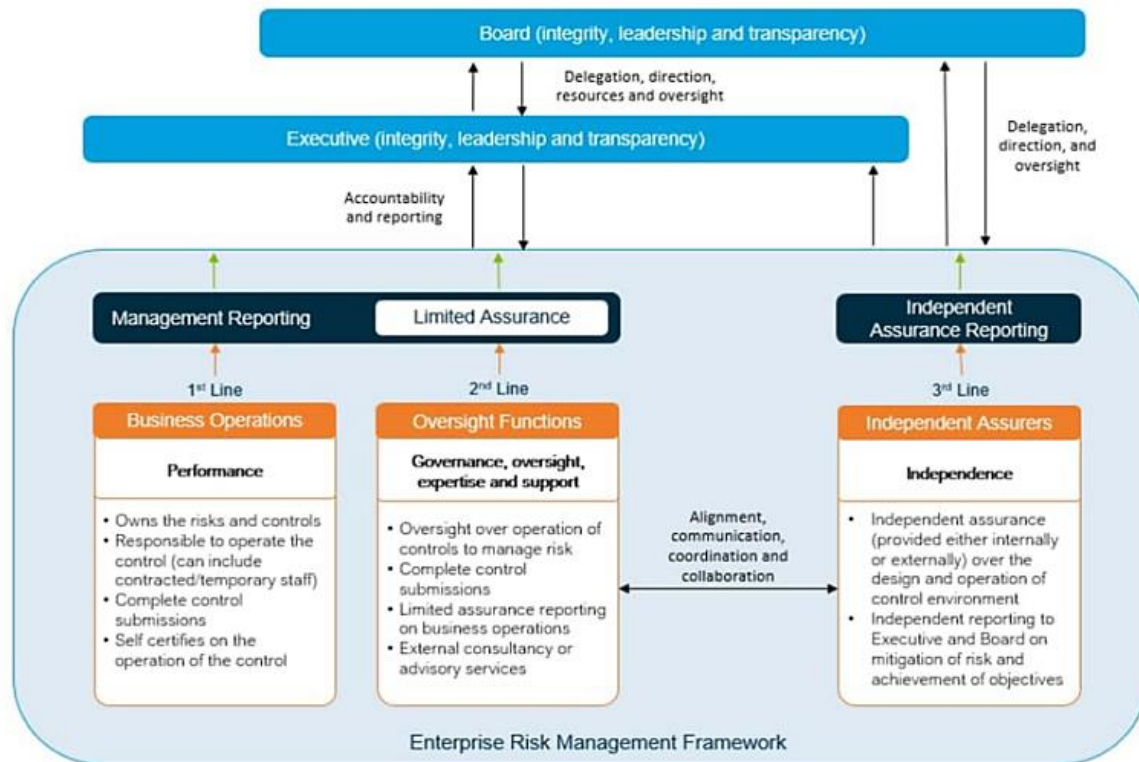 Board (integrity, leadership and transparency)
Delegation, direction,
resources and oversight
Executive (integrity, leadership and transparency)
Delegation,
direction, and
oversight
Accountability
and reporting
Management Reporting
Limited Assurance
Independent
Assurance Reporting
1st Line
2nd Line
3rd Line
Business Operations
Performance
• Owns the risks and controls
• Responsible to operate the
control (can include
contracted/temporary staff)
• Complete control
submissions
• Self certifies on the
operation of the control
Oversight Functions
Governance, oversight,
expertise and support
• Oversight over operation of
controls to manage risk
• Complete control
submissions
• Limited assurance reporting
on business operations
• External consultancy or
advisory services
Alignment,
communication,
coordination and
collaboration
Independent Assurers
Independence
• Independent assurance
(provided either internally
or externally) over the
design and operation of
control environment
• Independent reporting to
Executive and Board on
mitigation of risk and
achievement of objectives
Enterprise Risk Management Framework